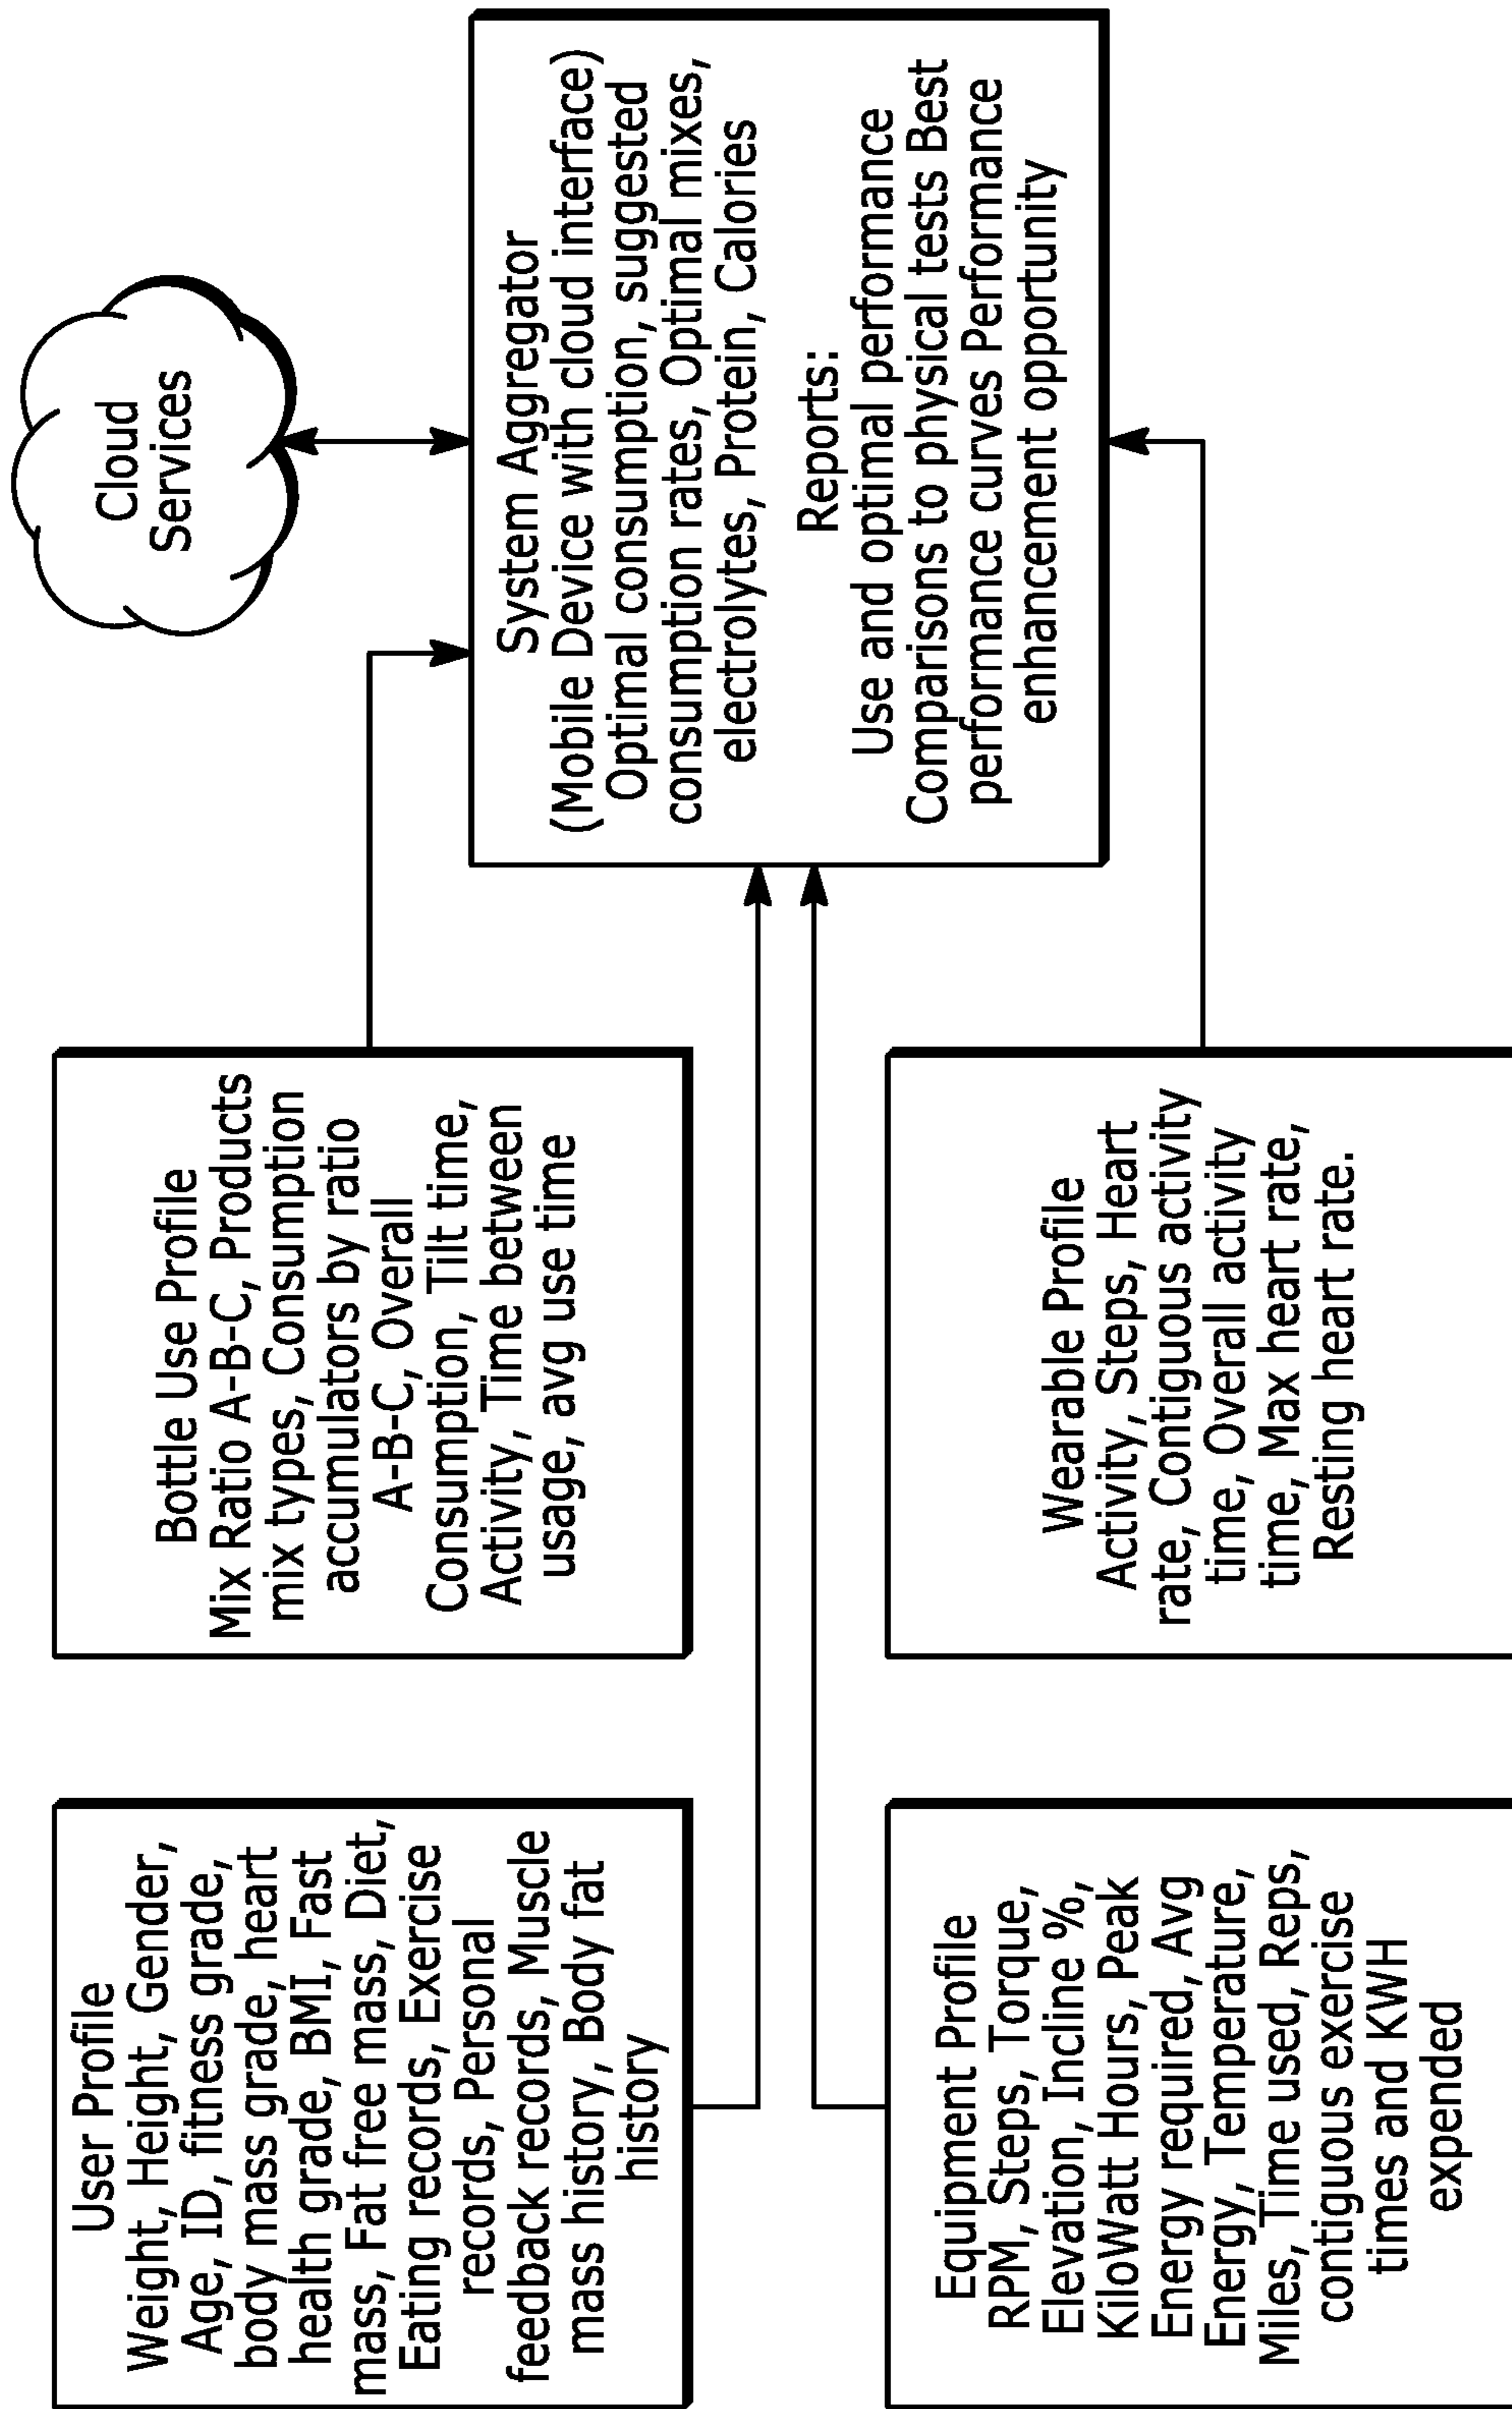 User Profile
Weight, Height, Gender,
Age, ID, fitness grade,
body mass grade, heart
health grade, BMI, Fast
mass, Fat free mass, Diet,
Eating records, Exercise
records, Personal
feedback records, Muscle
mass history, Body fat
history
Bottle Use Profile
Mix Ratio A-B-C, Products
mix types, Consumption
accumulators by ratio
A-B-C, Overall
Consumption, Tilt time,
Activity, Time between
usage, avg use time
Cloud
Services
System Aggregator
(Mobile Device with cloud interface)
Optimal consumption, suggested
consumption rates, Optimal mixes,
electrolytes, Protein, Calories
Reports:
Use and optimal performance
Comparisons to physical tests Best
performance curves Performance
enhancement opportunity
Equipment Profile
RPM, Steps, Torque,
Elevation, Incline %,
KiloWatt Hours, Peak
Energy required, Avg
Energy, Temperature,
Miles, Time used, Reps,
contiguous exercise
times and KWH
expended
Wearable Profile
Activity, Steps, Heart
rate, Contiguous activity
time, Overall activity
time, Max heart rate,
Resting heart rate.